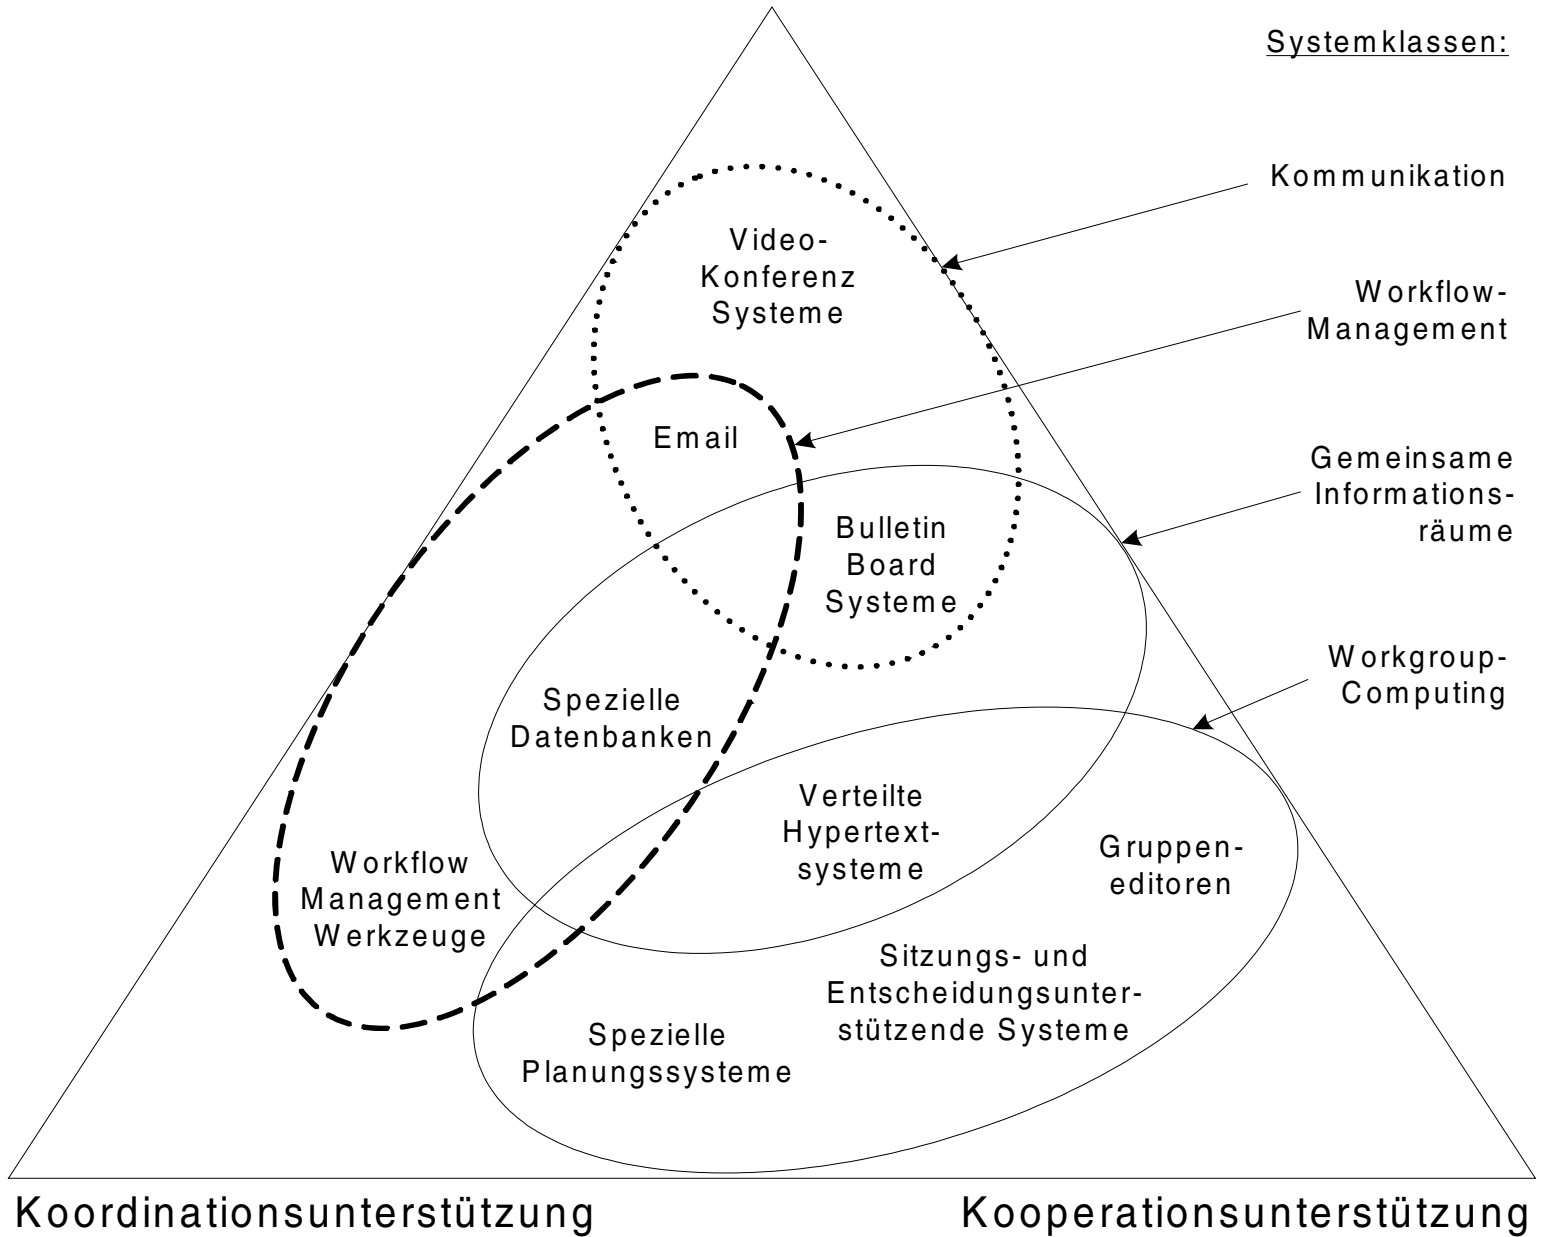 Systemklassen:
Kommunikation
Workflow-
Management
Gemeinsame
Informations-
räume
Workgroup-
Computing
Video-
Konferenz
Systeme
Email
Bulletin
Board
Systeme
Spezielle
Datenbanken
Verteilte
Hypertext-
systeme
Gruppen-
editoren
Workflow
Management
Werkzeuge
Sitzungs- und
Entscheidungsunter-
stützende Systeme
Spezielle
Planungssysteme
Koordinationsunterstützung
Kooperationsunterstützung